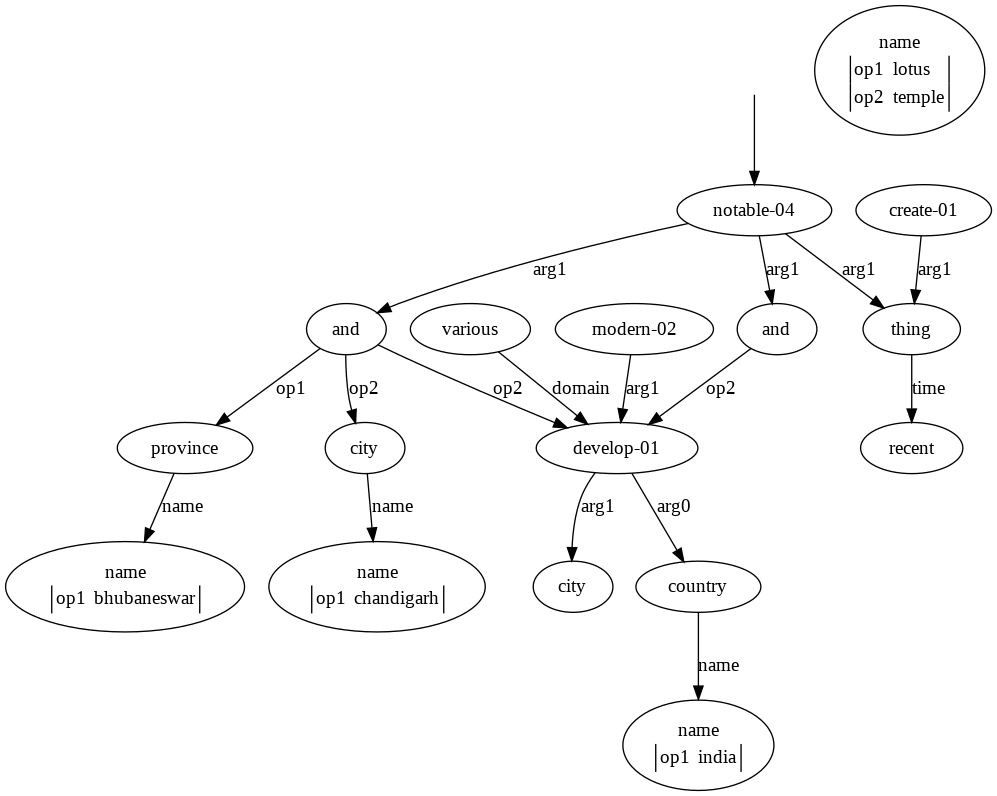 name
op1 lotus
op2 temple
notable-04
create-01
arg1
arg1
arg1
arg1
and
various
modern-02
and
thing
op1
op2
op2
domain
arg1
op2
time
province
city
develop-01
recent
name
name
arg1
arg0
name
op1 bhubaneswar
name
op1 chandigarh
city
country
name
name
op1 india